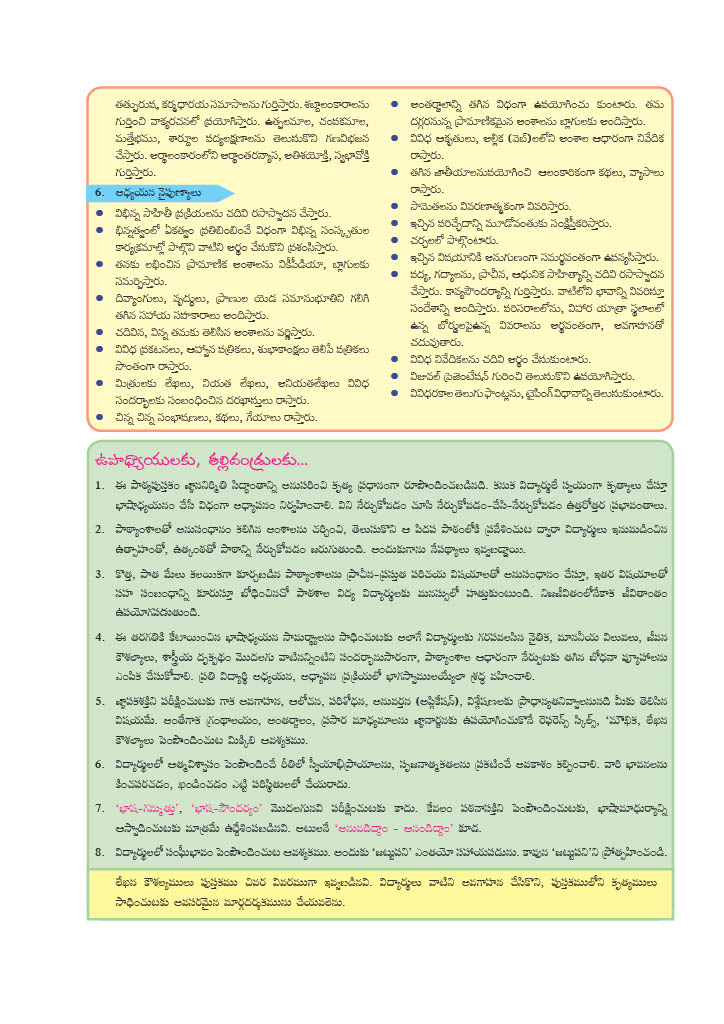 తత్పురుష, కర్మధారయ సమాసాలను గుర్తిస్తారు. శబ్దాలంకారాలను
గుర్తించి వాక్యరచనలో ప్రయోగిస్తారు. ఉత్పలమాల, చంపకమాల,
మత్తేభము, శార్దూల పద్యలక్షణాలను తెలుసుకొని గణవిభజన
చేస్తారు. అర్థాలంకారంలోని అర్థాంతరన్యాస, అతిశయోక్తి, స్వభావోక్తి
గుర్తిస్తారు.
6. అధ్యయన నైపుణ్యాలు
• విభిన్న సాహితీ ప్రక్రియలను చదివి రసాస్వాదన చేస్తారు.
• భిన్నత్వంలో ఏకత్వం ప్రతిబింబించే విధంగా విభిన్న సంస్కృతుల
కార్యక్రమాల్లో పాల్గొని వాటిని అర్థం చేసుకొని ప్రశంసిస్తారు.
• తనకు లభించిన ప్రామాణిక అంశాలను వికీపీడియా, బ్లాగులకు
సమర్పిస్తారు.
• దివ్యాంగులు, వృద్ధులు, ప్రాణుల యెడ సమానుభూతిని గలిగి
తగిన సహాయ సహకారాలు అందిస్తారు.
• చదివిన, విన్న తమకు తెలిసిన అంశాలను వర్ణిస్తారు.
• వివిధ ప్రకటనలు, ఆహ్వాన పత్రికలు, శుభాకాంక్షలు తెలిపే పత్రికలు
సొంతంగా రాస్తారు.
• మిత్రులకు లేఖలు, నియత లేఖలు, అనియతలేఖలు వివిధ
సందర్భాలకు సంబంధించిన దరఖాస్తులు రాస్తారు.
• చిన్న చిన్న సంభాషణలు, కథలు, గేయాలు రాస్తారు.
• అంతర్జాలాన్ని తగిన విధంగా ఉపయోగించు కుంటారు. తమ
దగ్గరనున్న ప్రామాణికమైన అంశాలను బ్లాగులకు అందిస్తారు.
• వివిధ ఆకృతులు, అల్లిక (వెబ్)లలోని అంశాల ఆధారంగా నివేదిక
రాస్తారు.
• తగిన జాతీయాలనుపయోగించి ఆలంకారికంగా కథలు, వ్యాసాలు
రాస్తారు.
• సామెతలను వివరణాత్మకంగా వివరిస్తారు.
• ఇచ్చిన పరిచ్ఛేదాన్ని మూడోవంతుకు సంక్షిప్తీకరిస్తారు.
• చర్చలలో పాల్గొంటారు.
• ఇచ్చిన విషయానికి అనుగుణంగా సమర్థవంతంగా ఉపన్యసిస్తారు.
• పద్య, గద్యాలను, ప్రాచీన, ఆధునిక సాహిత్యాన్ని చదివి రసాస్వాదన
చేస్తారు. కావ్యసౌందర్యాన్ని గుర్తిస్తారు. వాటిలోని భావాన్ని వివరిస్తూ
సందేశాన్ని అందిస్తారు. పరిసరాలలోను, విహార యాత్రా స్థలాలలో
ఉన్న బోర్డులపైఉన్న వివరాలను అర్థవంతంగా, అవగాహనతో
చదువుతారు.
• వివిధ నివేదికలను చదివి అర్థం చేసుకుంటారు.
• విజువల్ ప్రెజెంటేషన్ గురించి తెలుసుకొని ఉపయోగిస్తారు.
• వివిధరకాల తెలుగు ఫాంట్లను, టైపింగ్ విధానాన్ని తెలుసుకుంటారు.
ఉపాధ్యాయులకు, తల్లిదండ్రులకు...
1. ఈ పాఠ్యపుస్తకం జ్ఞాననిర్మితి సిద్ధాంతాన్ని అనుసరించి కృత్య ప్రధానంగా రూపొందించబడినది. కనుక విద్యార్థులే స్వయంగా కృత్యాలు చేస్తూ
భాషాధ్యయనం చేసే విధంగా అధ్యాపనం నిర్వహించాలి. విని నేర్చుకోవడం చూసి నేర్చుకోవడం-చేసి-నేర్చుకోవడం ఉత్తరోత్తర ప్రభావంతాలు.
2. పాఠ్యాంశాలతో అనుసంధానం కలిగిన అంశాలను చర్చించి, తెలుసుకొని ఆ పిదప పాఠంలోకి ప్రవేశించుట ద్వారా విద్యార్థులు ఇనుమడించిన
ఉత్సాహంతో, ఉత్కంఠతో పాఠాన్ని నేర్చుకోవడం జరుగుతుంది. అందుకుగాను నేపథ్యాలు ఇవ్వబడ్డాయి.
3. కొత్త, పాత మేలు కలయికగా కూర్చబడిన పాఠ్యాంశాలను ప్రాచీన-ప్రస్తుత పరిచయ విషయాలతో అనుసంధానం చేస్తూ, ఇతర విషయాలతో
సహ సంబంధాన్ని కూరుస్తూ బోధించినచో పాఠశాల విద్య విద్యార్థులకు మనస్సులో హత్తుకుంటుంది. నిజజీవితంలోనేకాక జీవితాంతం
ఉపయోగపడుతుంది.
4. ఈ తరగతికి కేటాయించిన భాషాధ్యయన సామర్థ్యాలను సాధించుటకు అలాగే విద్యార్థులకు గరపవలసిన నైతిక, మానవీయ విలువలు, జీవన
కౌశల్యాలు, శాస్త్రీయ దృక్పథం మొదలగు వాటినన్నింటిని సందర్భానుసారంగా, పాఠ్యాంశాల ఆధారంగా నేర్పుటకు తగిన బోధనా వ్యూహాలను
ఎంపిక చేసుకోవాలి. ప్రతి విద్యార్థి అధ్యయన, అధ్యాపన ప్రక్రియలో భాగస్వాములయ్యేలా శ్రద్ధ వహించాలి.
5. జ్ఞాపకశక్తిని పరీక్షించుటకు గాక అవగాహన, ఆలోచన, పరిశోధన, అనువర్తన (అప్లికేషన్), విశ్లేషణలకు ప్రాధాన్యతనివ్వాలనునది మీకు తెలిసిన
విషయమే. అంతేగాక గ్రంథాలయం, అంతర్జాలం, ప్రసార మాధ్యమాలను జ్ఞానార్జనకు ఉపయోగించుకొనే రెఫరెన్స్ స్కిల్స్, ‘మౌఖిక, లేఖన
కౌశల్యాలు పెంపొందించుట మిక్కిలి ఆవశ్యకము.
6. విద్యార్థులలో ఆత్మవిశ్వాసం పెంపొందించే రీతిలో స్వీయాభిప్రాయాలను, సృజనాత్మకతలను ప్రకటించే అవకాశం కల్పించాలి. వారి భావనలను
కించపరచడం, ఖండించడం ఎట్టి పరిస్థితులలో చేయరాదు.
7. ‘భాష-గమ్మత్తు’, ‘భాష-సౌందర్యం’ మొదలగునవి పరీక్షించుటకు కాదు. కేవలం పఠనాసక్తిని పెంపొందించుటకు, భాషామాధుర్యాన్ని
ఆస్వాదించుటకు మాత్రమే ఉద్దేశింపబడినవి. అటులనే ‘అనువదిద్దాం - ఆనందిద్దాం’ కూడ.
8. విద్యార్థులలో సంఘీభావం పెంపొందించుట ఆవశ్యకము. అందుకు ‘జట్టుపని’ ఎంతయో సహాయపడును. కావున ‘జట్టుపని’ని ప్రోత్సహించండి.
లేఖన కౌశల్యములు పుస్తకము చివర వివరముగా ఇవ్వబడినవి. విద్యార్థులు వాటిని అవగాహన చేసికొని, పుస్తకములోని కృత్యములు
సాధించుటకు అవసరమైన మార్గదర్శకమును చేయవలెను.